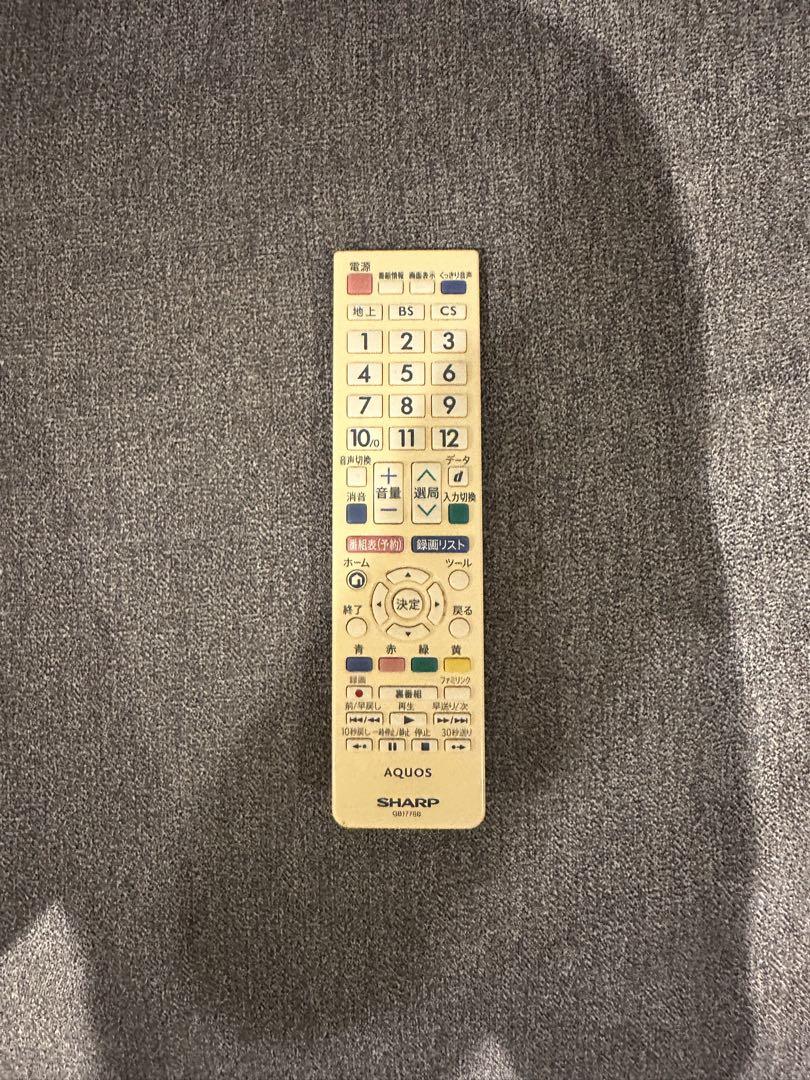 電源 番組情報 画面表示 くっきり音声
地上 BS CS
1 2 3
4 5 6
7 8 9
10/0 11 12
音声切換 データ
+ 音量 − 選局 d
消音 入力切換
番組表(予約) 録画リスト
ホーム ツール
決定
終了 戻る
青 赤 緑 黄
録画 裏番組 ファミリンク
前/早戻し 再生 早送り/次
10秒戻し 一時停止/静止 停止 30秒送り
AQUOS
SHARP